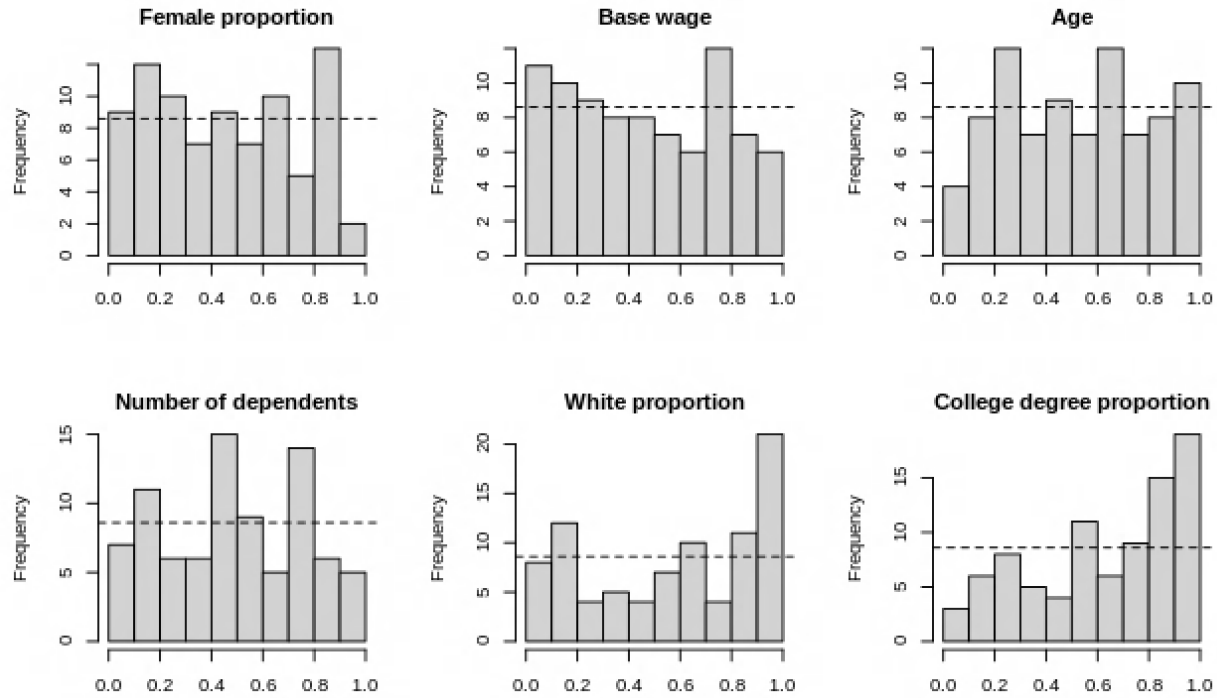 Female proportion
Frequency
0 2 4 6 8 10
0.0 0.2 0.4 0.6 0.8 1.0
Base wage
Frequency
0 2 4 6 8 10
0.0 0.2 0.4 0.6 0.8 1.0
Age
Frequency
0 2 4 6 8 10
0.0 0.2 0.4 0.6 0.8 1.0
Number of dependents
Frequency
0 5 10 15
0.0 0.2 0.4 0.6 0.8 1.0
White proportion
Frequency
0 5 10 15 20
0.0 0.2 0.4 0.6 0.8 1.0
College degree proportion
Frequency
0 5 10 15
0.0 0.2 0.4 0.6 0.8 1.0